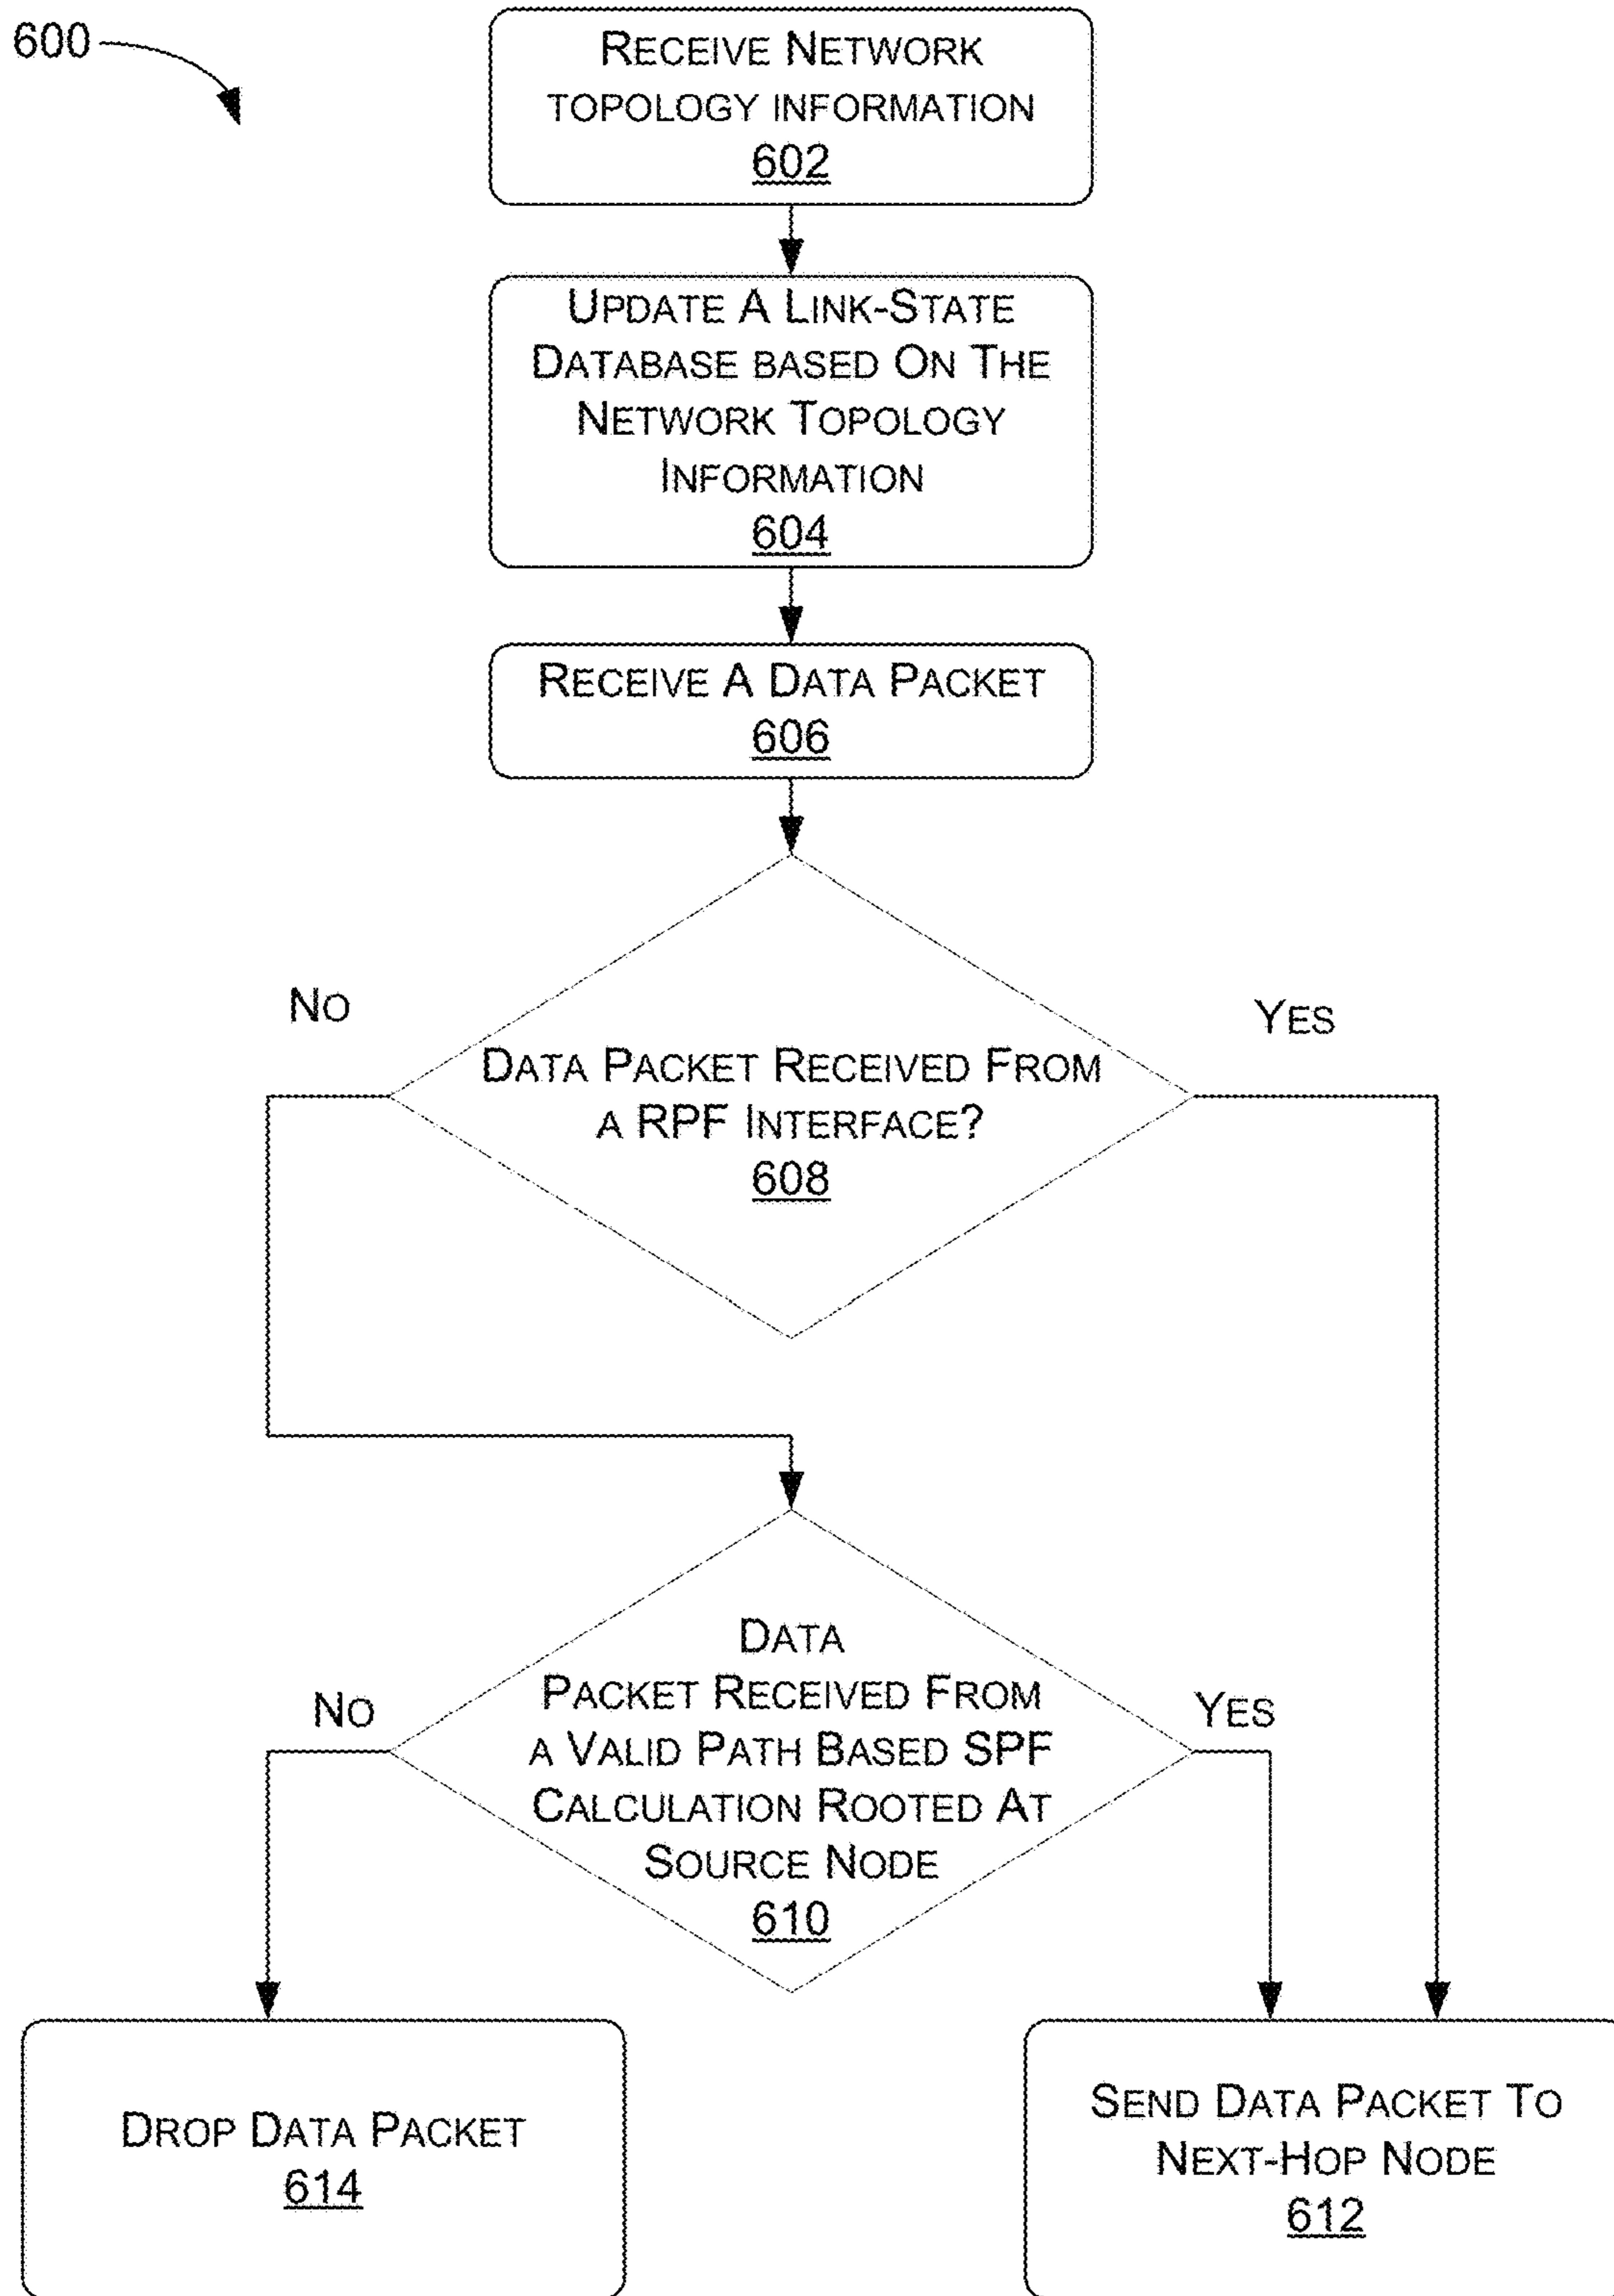 600
RECEIVE NETWORK
TOPOLOGY INFORMATION
602
UPDATE A LINK-STATE
DATABASE BASED ON THE
NETWORK TOPOLOGY
INFORMATION
604
RECEIVE A DATA PACKET
606
NO
YES
DATA PACKET RECEIVED FROM
A RPF INTERFACE?
608
DATA
PACKET RECEIVED FROM
A VALID PATH BASED SPF
CALCULATION ROOTED AT
SOURCE NODE
610
NO
YES
DROP DATA PACKET
614
SEND DATA PACKET TO
NEXT-HOP NODE
612